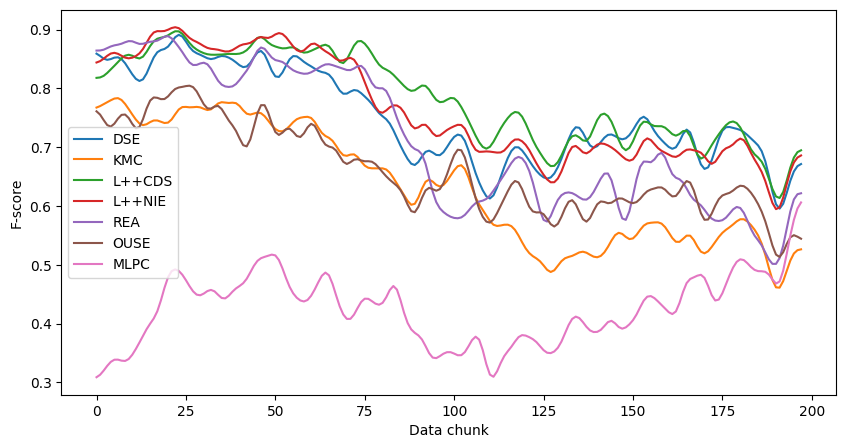 0.9
0.8
0.7
0.6
0.5
0.4
0.3
F-score
DSE
KMC
L++CDS
L++NIE
REA
OUSE
MLPC
0 25 50 75 100 125 150 175 200
Data chunk